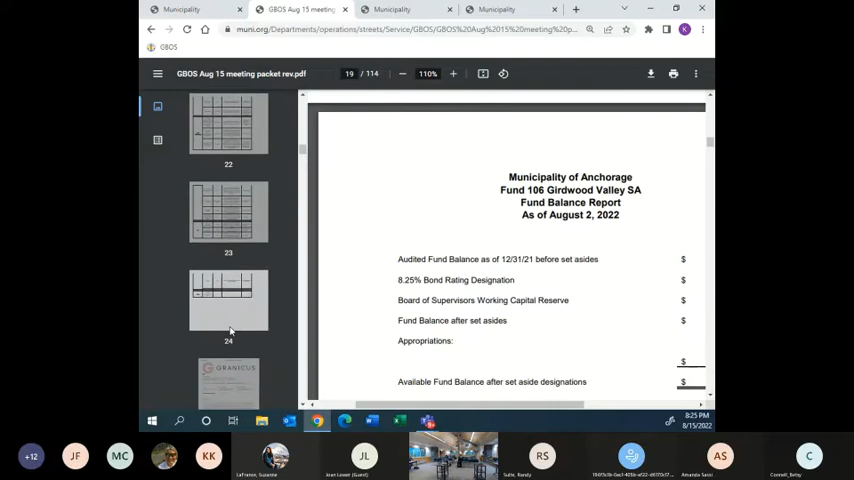 Municipality
GBOS Aug 15 meeting
Municipality
Municipality
muni.org/Departments/operations/streets/Service/GBOS/GBOS%20Aug%2015%20meeting%20p...
K
GBOS
GBOS Aug 15 meeting packet rev.pdf
19 / 114
110%
22
23
24
GRANICUS
Municipality of Anchorage
Fund 106 Girdwood Valley SA
Fund Balance Report
As of August 2, 2022
Audited Fund Balance as of 12/31/21 before set asides $
8.25% Bond Rating Designation $
Board of Supervisors Working Capital Reserve $
Fund Balance after set asides $
Appropriations:
$
Available Fund Balance after set aside designations $
8:25 PM
8/15/2022
+12
JF
MC
KK
LaFrance, Suzanne
JL
Joan Lower (Guest)
RS
Sulte, Randy
AS
Amanda Sassi
C
Connell, Betsy